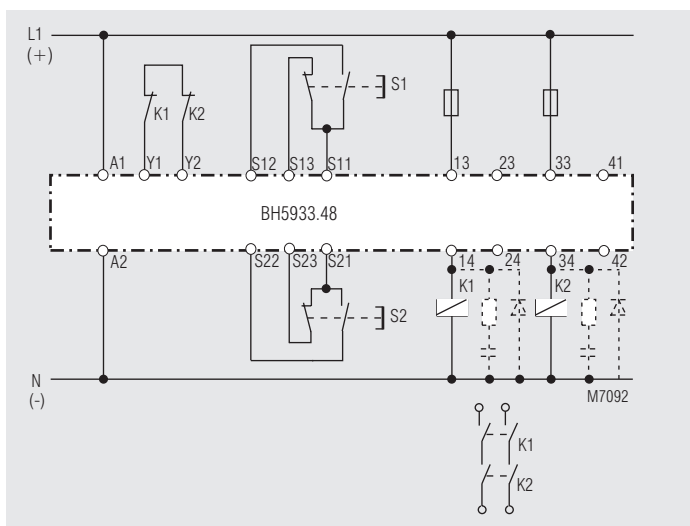 L1
(+)
K1 K2
S1
A1 Y1 Y2 S12 S13 S11 13 23 33 41
BH5933.48
A2 S22 S23 S21 14 24 34 42
K1 K2
S2
N
(-)
M7092
K1
K2